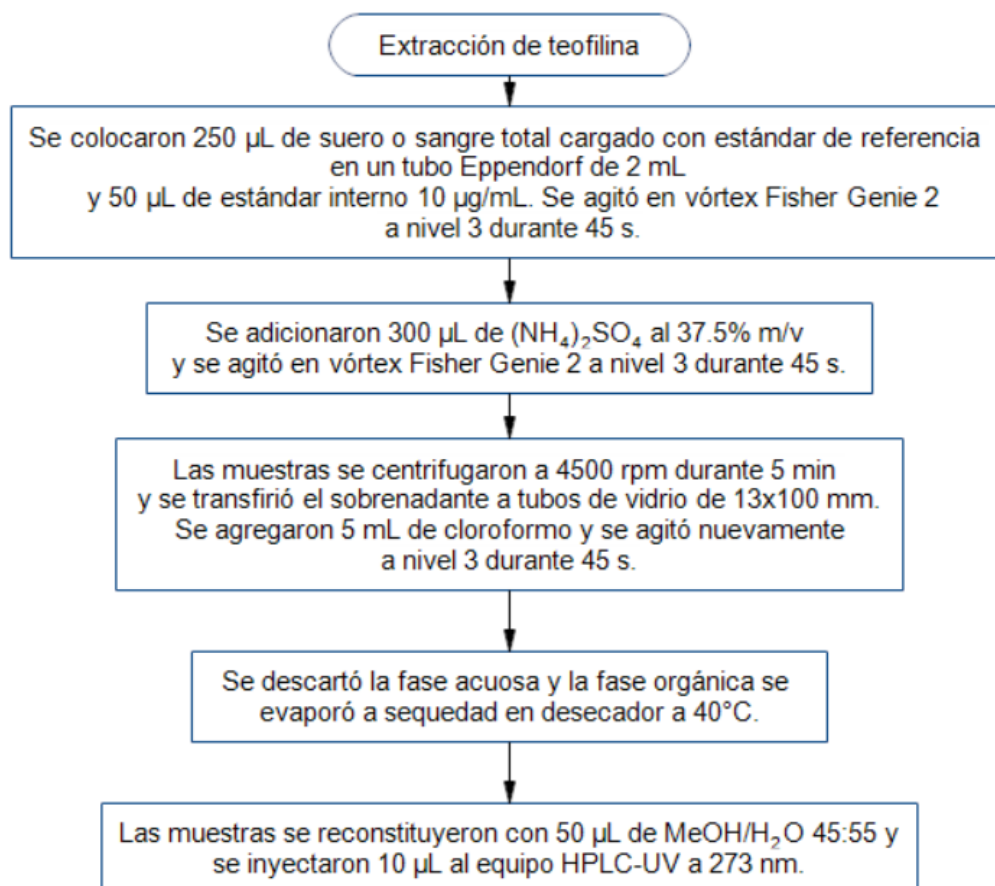 Extracción de teofilina
Se colocaron 250 µL de suero o sangre total cargado con estándar de referencia
en un tubo Eppendorf de 2 mL
y 50 µL de estándar interno 10 µg/mL. Se agitó en vórtex Fisher Genie 2
a nivel 3 durante 45 s.
Se adicionaron 300 µL de (NH₄)₂SO₄ al 37.5% m/v
y se agitó en vórtex Fisher Genie 2 a nivel 3 durante 45 s.
Las muestras se centrifugaron a 4500 rpm durante 5 min
y se transfirió el sobrenadante a tubos de vidrio de 13x100 mm.
Se agregaron 5 mL de cloroformo y se agitó nuevamente
a nivel 3 durante 45 s.
Se descartó la fase acuosa y la fase orgánica se
evaporó a sequedad en desecador a 40°C.
Las muestras se reconstituyeron con 50 µL de MeOH/H₂O 45:55 y
se inyectaron 10 µL al equipo HPLC-UV a 273 nm.